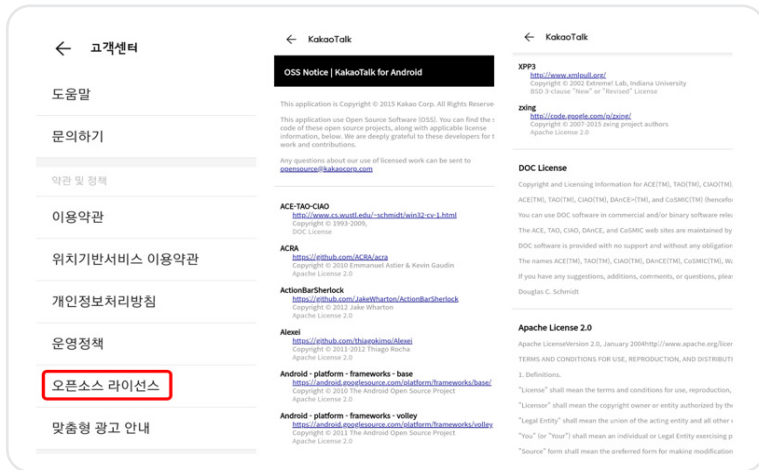 고객센터
도움말
문의하기
약관 및 정책
이용약관
위치기반서비스 이용약관
개인정보처리방침
운영정책
오픈소스 라이선스
맞춤형 광고 안내
KakaoTalk
OSS Notice | KakaoTalk for Android
This application is Copyright © 2015 Kakao Corp. All Rights Reserve
This application use Open Source Software (OSS). You can find the s
code of these open source projects, along with applicable license
information, below. We are deeply grateful to these developers for t
work and contributions.
Any questions about our use of licensed work can be sent to
opensource@kakaocorp.com
ACE-TAO-CIAO
http://www.cs.wustl.edu/~schmidt/win32-cv-1.html
Copyright © 1993-2009,
DOC License
ACRA
https://github.com/ACRA/acra
Copyright © 2010 Emmanuel Astier & Kevin Gaudin
Apache License 2.0
ActionBarSherlock
https://github.com/JakeWharton/ActionBarSherlock
Copyright © 2012 Jake Wharton
Apache License 2.0
Alexei
https://github.com/thiagokimo/Alexei
Copyright © 2011-2012 Thiago Rocha
Apache License 2.0
Android - platform - frameworks - base
https://android.googlesource.com/platform/frameworks/base/
Copyright © 2010 The Android Open Source Project
Apache License 2.0
Android - platform - frameworks - volley
https://android.googlesource.com/platform/frameworks/volley
Copyright © 2011 The Android Open Source Project
Apache License 2.0
KakaoTalk
XPP3
http://www.xmlpull.org/
Copyright © 2002 Extreme! Lab, Indiana University
BSD 3-clause "New" or "Revised" License
zxing
http://code.google.com/p/zxing/
Copyright © 2007-2015 zxing project authors
Apache License 2.0
DOC License
Copyright and Licensing Information for ACE(TM), TAO(TM), CIAO(TM),
ACE(TM), TAO(TM), CIAO(TM), DAnCE>(TM), and CoSMIC(TM) (hencefo
You can use DOC software in commercial and/or binary software relea
The ACE, TAO, CIAO, DAnCE, and CoSMIC web sites are maintained by
DOC software is provided with no support and without any obligation
The names ACE(TM), TAO(TM), CIAO(TM), DAnCE(TM), CoSMIC(TM), Wa
If you have any suggestions, additions, comments, or questions, pleas
Douglas C. Schmidt
Apache License 2.0
Apache LicenseVersion 2.0, January 2004http://www.apache.org/licen
TERMS AND CONDITIONS FOR USE, REPRODUCTION, AND DISTRIBUTI
1. Definitions.
"License" shall mean the terms and conditions for use, reproduction,
"Licensor" shall mean the copyright owner or entity authorized by the
"Legal Entity" shall mean the union of the acting entity and all other
"You" (or "Your") shall mean an individual or Legal Entity exercising p
"Source" form shall mean the preferred form for making modification